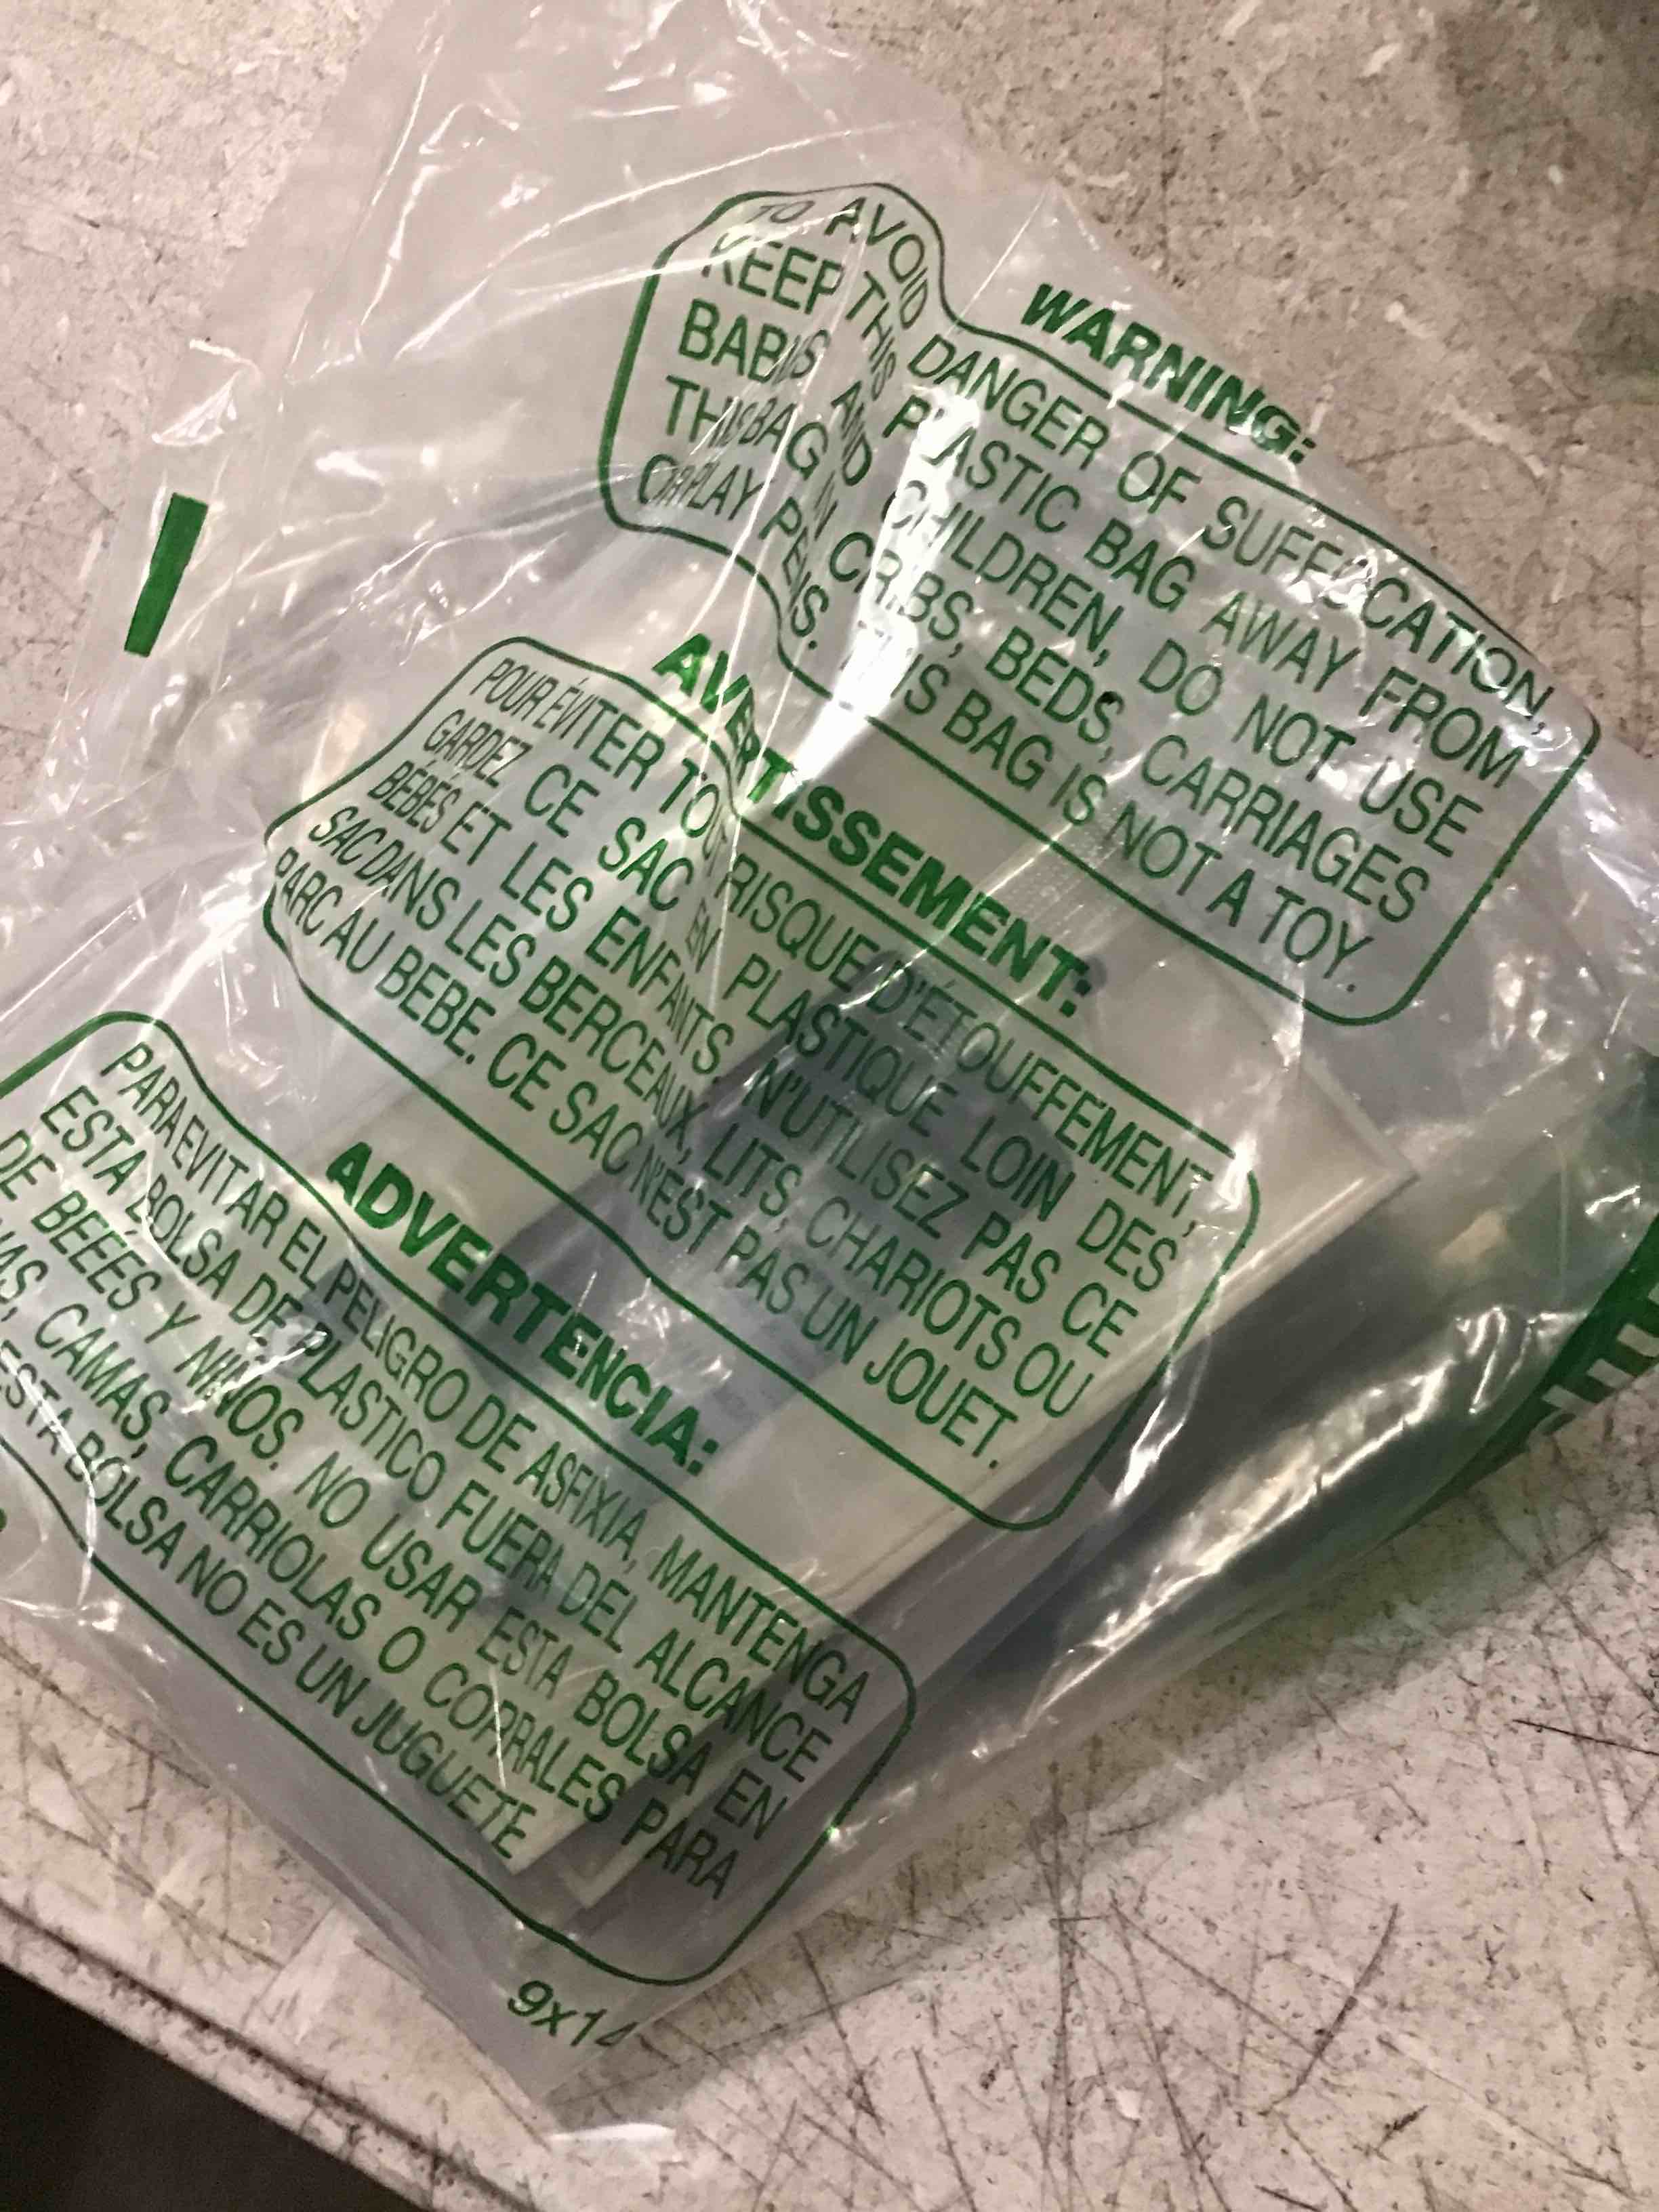 WARNING:
TO AVOID DANGER OF SUFFOCATION,
KEEP THIS PLASTIC BAG AWAY FROM
BABIS AND CHILDREN, DO NOT USE
THIS BAG IN CRIBS, BEDS, CARRIAGES
OR PLAY PENS. THIS BAG IS NOT A TOY.
AVERTISSEMENT:
POUR ÉVITER TOUT RISQUE D'ÉTOUFFEMENT,
GARDEZ CE SAC EN PLASTIQUE LOIN DES
BÉBÉS ET LES ENFANTS. N'UTILISEZ PAS CE
SAC DANS LES BERCEAUX, LITS, CHARIOTS OU
PARC AU BEBE. CE SAC N'EST PAS UN JOUET.
ADVERTENCIA:
PARA EVITAR EL PELIGRO DE ASFIXIA, MANTENGA
ESTA BOLSA DE PLASTICO FUERA DEL ALCANCE
DE BEEÉS Y NIÑOS. NO USAR ESTA BOLSA EN
CAMAS, CARRIOLAS O CORRALES PARA
ESTA BOLSA NO ES UN JUGUETE
9x14